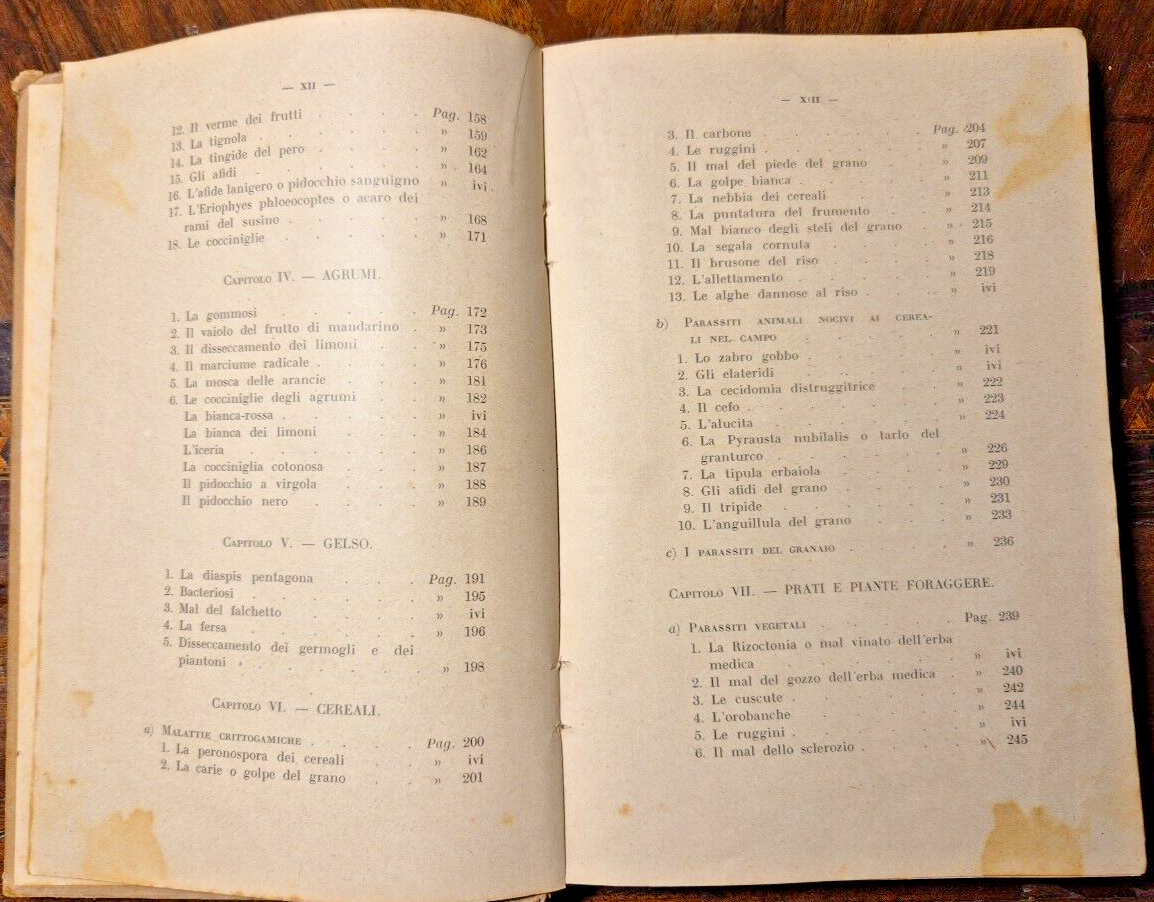 — XII —
12. Il verme dei frutti . . . Pag. 158
13. La tignola . . . . . » 159
14. La tingide del pero . . . . » 162
15. Gli afidi . . . . . » 164
16. L'afide lanigero o pidocchio sanguigno » ivi
17. L'Eriophyes phloeocoptes o acaro dei
rami del susino . . . . » 168
18. Le cocciniglie . . . . . » 171
Capitolo IV. — AGRUMI.
1. La gommosi . . . . Pag. 172
2. Il vaiolo del frutto di mandarino . » 173
3. Il disseccamento dei limoni . . » 175
4. Il marciume radicale . . . . » 176
5. La mosca delle arancie . . . » 181
6. Le cocciniglie degli agrumi . . » 182
La bianca-rossa . . . . » ivi
La bianca dei limoni . . . » 184
L'iceria . . . . . » 186
La cocciniglia cotonosa . . . » 187
Il pidocchio a virgola . . . » 188
Il pidocchio nero . . . . » 189
Capitolo V. — GELSO.
1. La diaspis pentagona . . . Pag. 191
2. Bacteriosi . . . . . » 195
3. Mal del falchetto . . . . » ivi
4. La fersa . . . . . » 196
5. Disseccamento dei germogli e dei
piantoni . . . . . » 198
Capitolo VI. — CEREALI.
a) Malattie crittogamiche . . . . Pag. 200
1. La peronospora dei cereali . . » ivi
2. La carie o golpe del grano . . » 201
— XIII —
3. Il carbone . . . . . Pag. 204
4. Le ruggini . . . . . » 207
5. Il mal del piede del grano . . » 209
6. La golpe bianca . . . . » 211
7. La nebbia dei cereali . . . » 213
8. La puntatura del frumento . . » 214
9. Mal bianco degli steli del grano . » 215
10. La segala cornuta . . . . » 216
11. Il brusone del riso . . . . » 218
12. L'allettamento . . . . » 219
13. Le alghe dannose al riso . . . » ivi
b) Parassiti animali nocivi ai cerea-
li nel campo . . . . » 221
1. Lo zabro gobbo . . . . » ivi
2. Gli elateridi . . . . » ivi
3. La cecidomia distruggitrice . . » 222
4. Il cefo . . . . . » 223
5. L'alucita . . . . . » 224
6. La Pyrausta nubilalis o tarlo del
granturco . . . . . » 226
7. La tipula erbaiola . . . . » 229
8. Gli afidi del grano . . . . » 230
9. Il tripide . . . . . » 231
10. L'anguillula del grano . . . » 233
c) I parassiti del granaio . . . . » 236
Capitolo VII. — PRATI E PIANTE FORAGGERE.
a) Parassiti vegetali . . . . . Pag. 239
1. La Rizoctonia o mal vinato dell'erba
medica . . . . . » ivi
2. Il mal del gozzo dell'erba medica . » 240
3. Le cuscute . . . . . » 242
4. L'orobanche . . . . » 244
5. Le ruggini . . . . . » ivi
6. Il mal dello sclerozio . . . . » 245